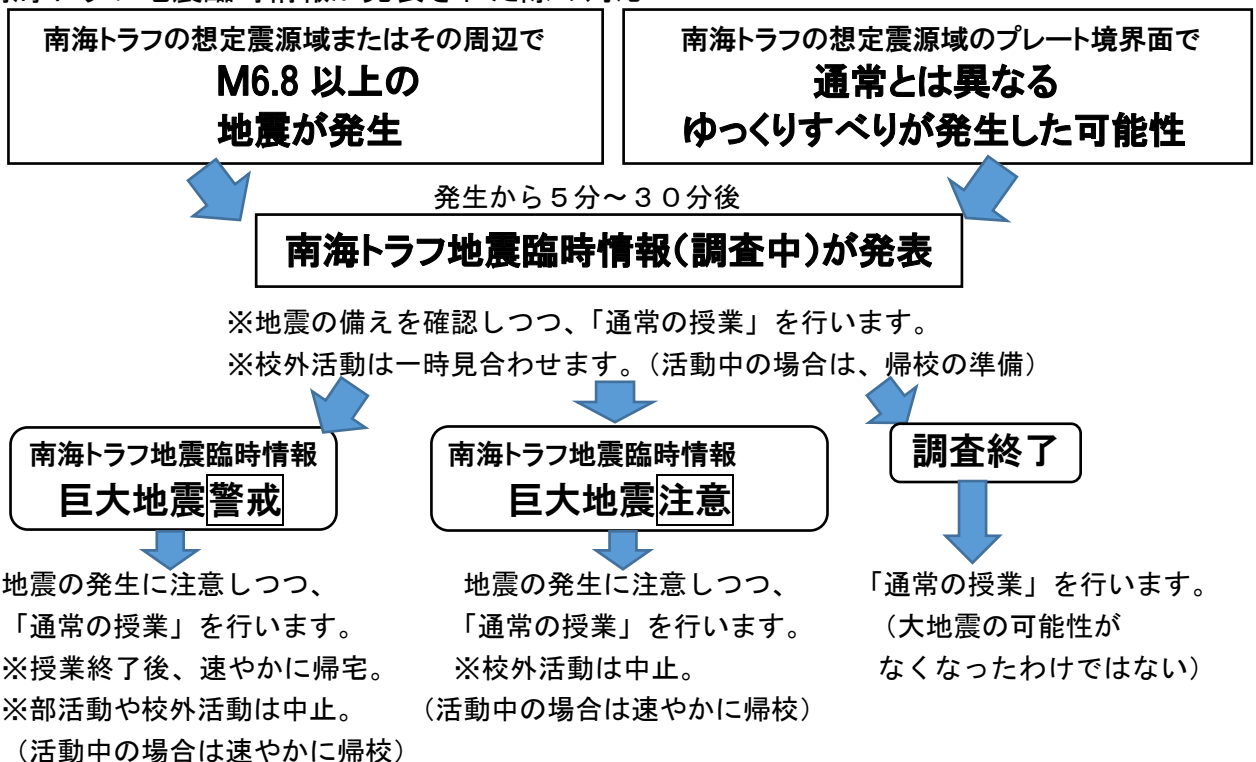 南海トラフの想定震源域またはその周辺で
M6.8 以上の
地震が発生
南海トラフの想定震源域のプレート境界面で
通常とは異なる
ゆっくりすべりが発生した可能性
発生から５分～３０分後
南海トラフ地震臨時情報（調査中）が発表
※地震の備えを確認しつつ、「通常の授業」を行います。
※校外活動は一時見合わせます。（活動中の場合は、帰校の準備）
南海トラフ地震臨時情報
巨大地震警戒
地震の発生に注意しつつ、
「通常の授業」を行います。
※授業終了後、速やかに帰宅。
※部活動や校外活動は中止。
（活動中の場合は速やかに帰校）
南海トラフ地震臨時情報
巨大地震注意
地震の発生に注意しつつ、
「通常の授業」を行います。
※校外活動は中止。
（活動中の場合は速やかに帰校）
調査終了
「通常の授業」を行います。
（大地震の可能性が
なくなったわけではない）